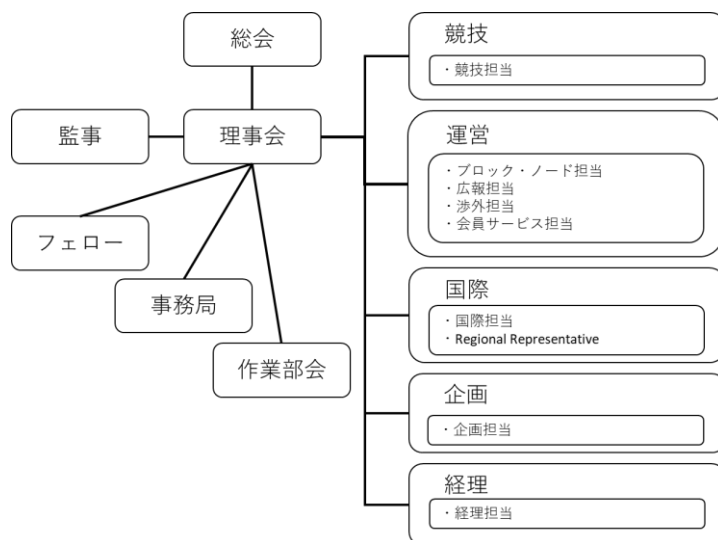 総会
監事
理事会
フェロー
事務局
作業部会
競技
・競技担当
運営
・ブロック・ノード担当
・広報担当
・渉外担当
・会員サービス担当
国際
・国際担当
・Regional Representative
企画
・企画担当
経理
・経理担当